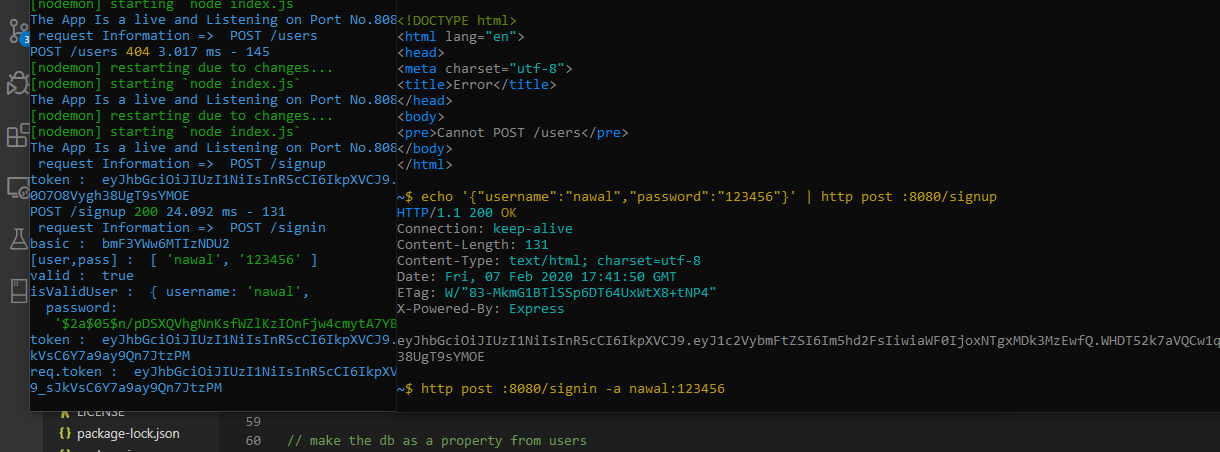 [nodemon] starting `node index.js`
The App Is a live and Listening on Port No.808
 request Information =>  POST /users
POST /users 404 3.017 ms - 145
[nodemon] restarting due to changes...
[nodemon] starting `node index.js`
The App Is a live and Listening on Port No.808
[nodemon] restarting due to changes...
[nodemon] starting `node index.js`
The App Is a live and Listening on Port No.808
 request Information =>  POST /signup
token :  eyJhbGciOiJIUzI1NiIsInR5cCI6IkpXVCJ9.
0O7O8Vygh38UgT9sYMOE
POST /signup 200 24.092 ms - 131
 request Information =>  POST /signin
basic :  bmF3YWw6MTIzNDU2
[user,pass] :  [ 'nawal', '123456' ]
valid :  true
isValidUser :  { username: 'nawal',
  password:
   '$2a$05$n/pDSXQVhgNnKsfWZlKzIOnFjw4cmytA7YB
token :  eyJhbGciOiJIUzI1NiIsInR5cCI6IkpXVCJ9.
kVsC6Y7a9ay9Qn7JtzPM
req.token :  eyJhbGciOiJIUzI1NiIsInR5cCI6IkpXV
9_sJkVsC6Y7a9ay9Qn7JtzPM
<!DOCTYPE html>
<html lang="en">
<head>
<meta charset="utf-8">
<title>Error</title>
</head>
<body>
<pre>Cannot POST /users</pre>
</body>
</html>
~$ echo '{"username":"nawal","password":"123456"}' | http post :8080/signup
HTTP/1.1 200 OK
Connection: keep-alive
Content-Length: 131
Content-Type: text/html; charset=utf-8
Date: Fri, 07 Feb 2020 17:41:50 GMT
ETag: W/"83-MkmG1BTlSSp6DT64UxWtX8+tNP4"
X-Powered-By: Express
eyJhbGciOiJIUzI1NiIsInR5cCI6IkpXVCJ9.eyJ1c2VybmFtZSI6Im5hd2FsIiwiaWF0IjoxNTgxMDk3MzEwfQ.WHDT52k7aVQCw1q
38UgT9sYMOE
~$ http post :8080/signin -a nawal:123456
3
LICENSE
{} package-lock.json
59
60 // make the db as a property from users